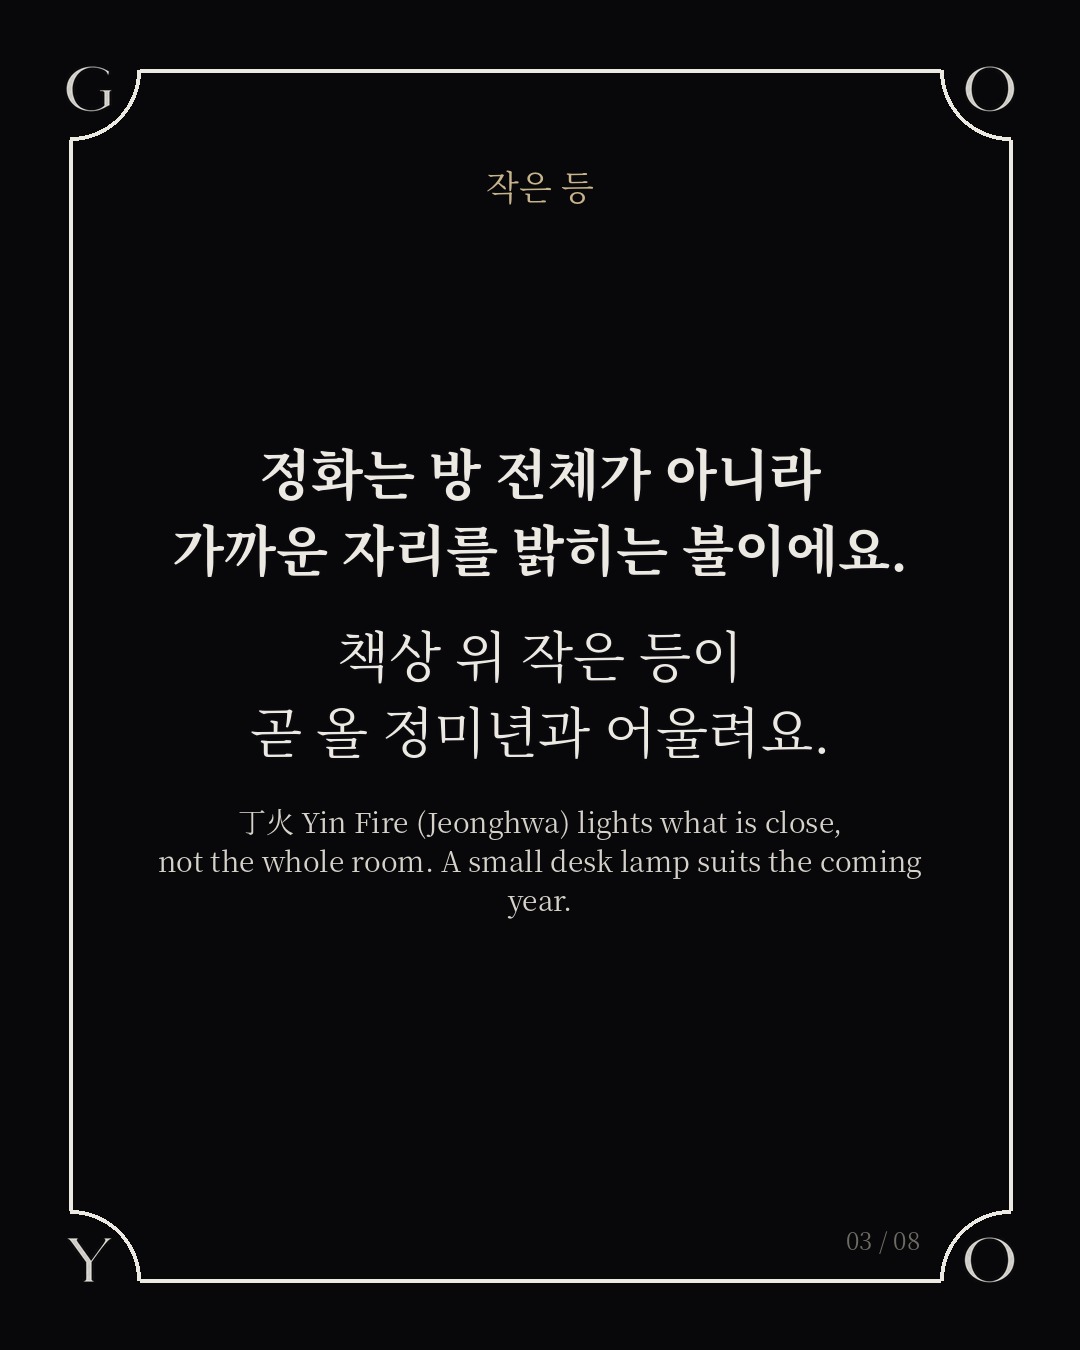 G O
작은 등
정화는 방 전체가 아니라
가까운 자리를 밝히는 불이에요.
책상 위 작은 등이
곧 올 정미년과 어울려요.
丁火 Yin Fire (Jeonghwa) lights what is close,
not the whole room. A small desk lamp suits the coming
year.
03 / 08
Y O